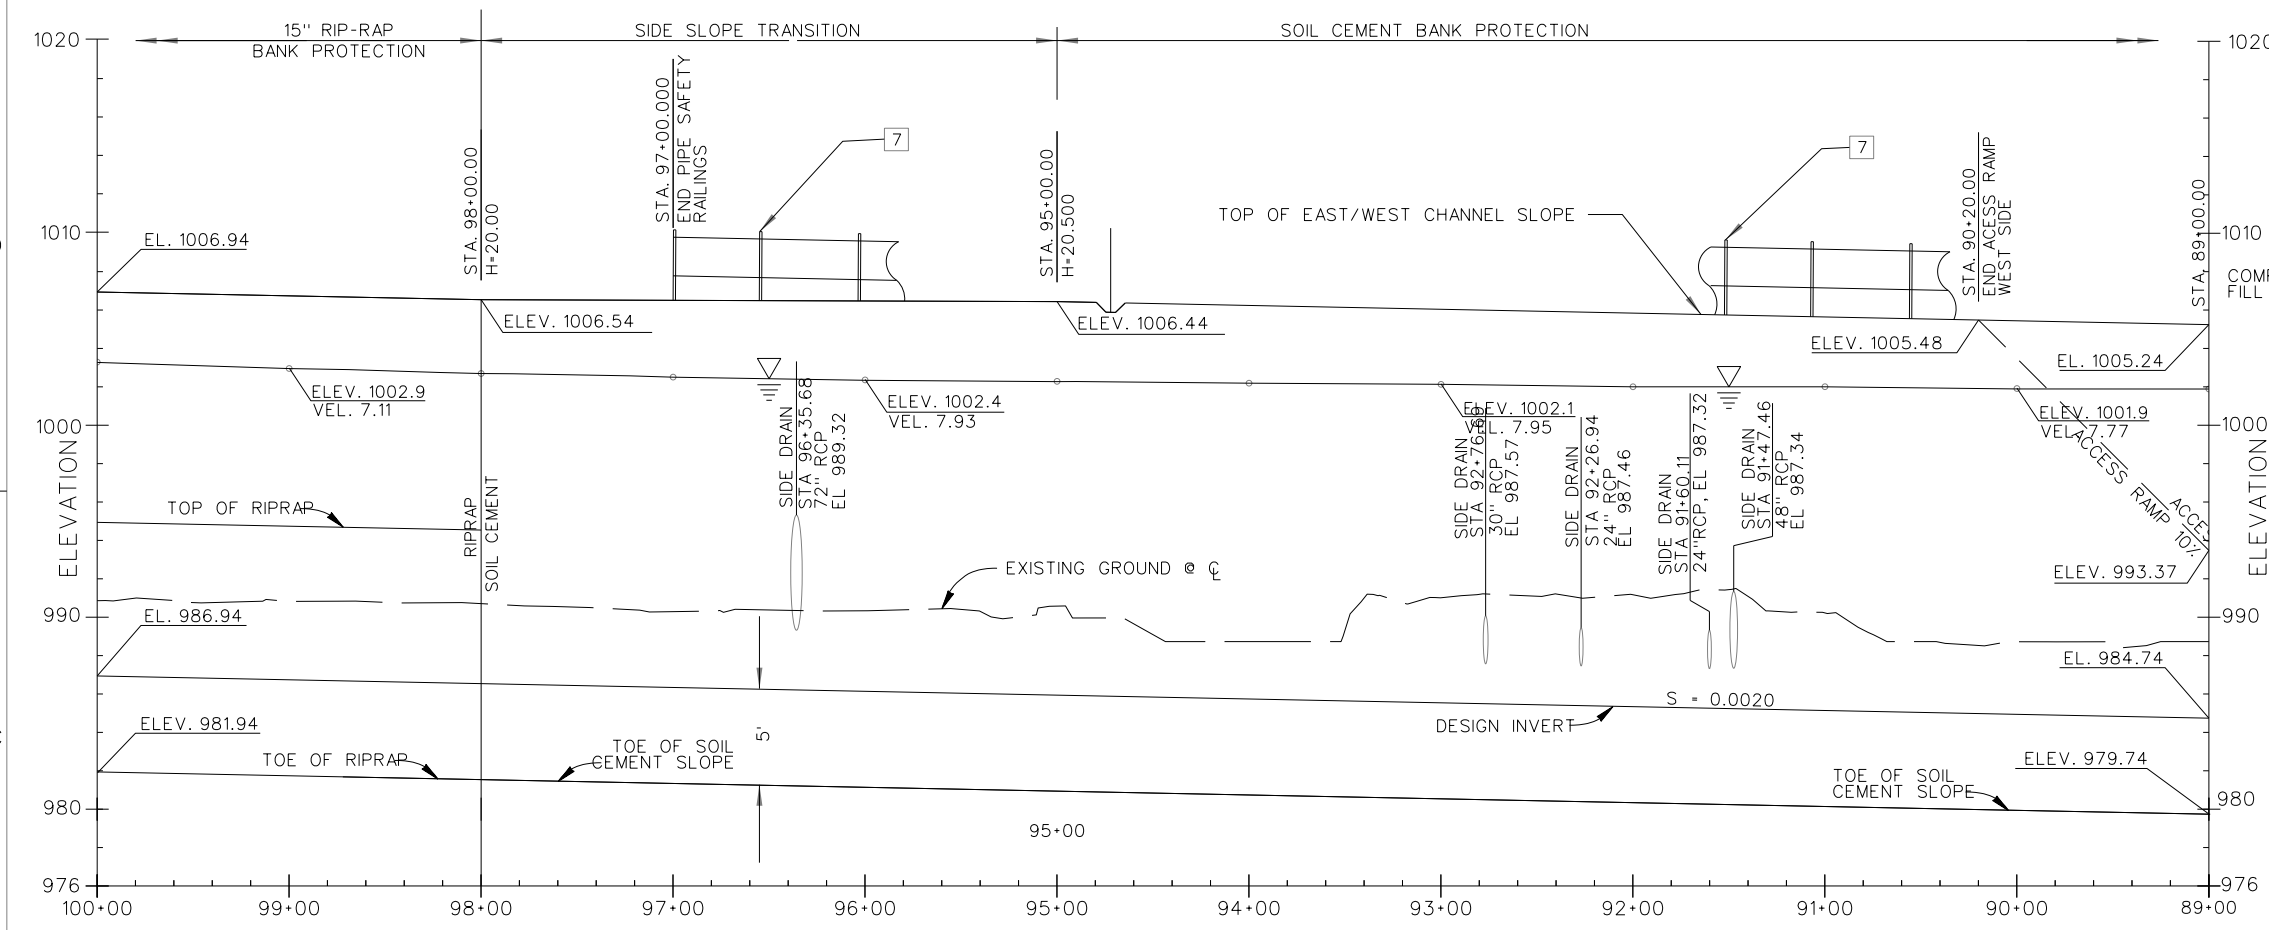 15" RIP-RAP
BANK PROTECTION
SIDE SLOPE TRANSITION
SOIL CEMENT BANK PROTECTION
1020
1020
1010
1010
1000
1000
990
990
980
980
976
976
ELEVATION
ELEVATION
EL. 1006.94
STA. 98+00.00
H=20.00
STA. 97+00.000
END PIPE SAFETY
RAILINGS
7
STA. 95+00.00
H=20.500
TOP OF EAST/WEST CHANNEL SLOPE
7
STA. 90+20.00
END ACESS RAMP
WEST SIDE
STA. 89+00.00
COMP
FILL
ELEV. 1006.54
ELEV. 1006.44
ELEV. 1005.48
EL. 1005.24
ELEV. 1002.9
VEL. 7.11
ELEV. 1002.4
VEL. 7.93
ELEV. 1002.1
VEL. 7.95
ELEV. 1001.9
VEL. 7.77
SIDE DRAIN
STA 96+35.68
72" RCP
EL 989.32
SIDE DRAIN
STA 92+76.69
30" RCP
EL 987.57
SIDE DRAIN
STA 92+26.94
24" RCP
EL 987.46
SIDE DRAIN
STA 91+60.11
24"RCP, EL 987.32
SIDE DRAIN
STA 91+47.46
48" RCP
EL 987.34
ACCESS RAMP 10%
ACCES
TOP OF RIPRAP
RIPRAP
SOIL CEMENT
EXISTING GROUND @ ℄
ELEV. 993.37
EL. 986.94
EL. 984.74
S = 0.0020
DESIGN INVERT
ELEV. 981.94
TOE OF RIPRAP
TOE OF SOIL
CEMENT SLOPE
5'
ELEV. 979.74
TOE OF SOIL
CEMENT SLOPE
95+00
100+00 99+00 98+00 97+00 96+00 95+00 94+00 93+00 92+00 91+00 90+00 89+00